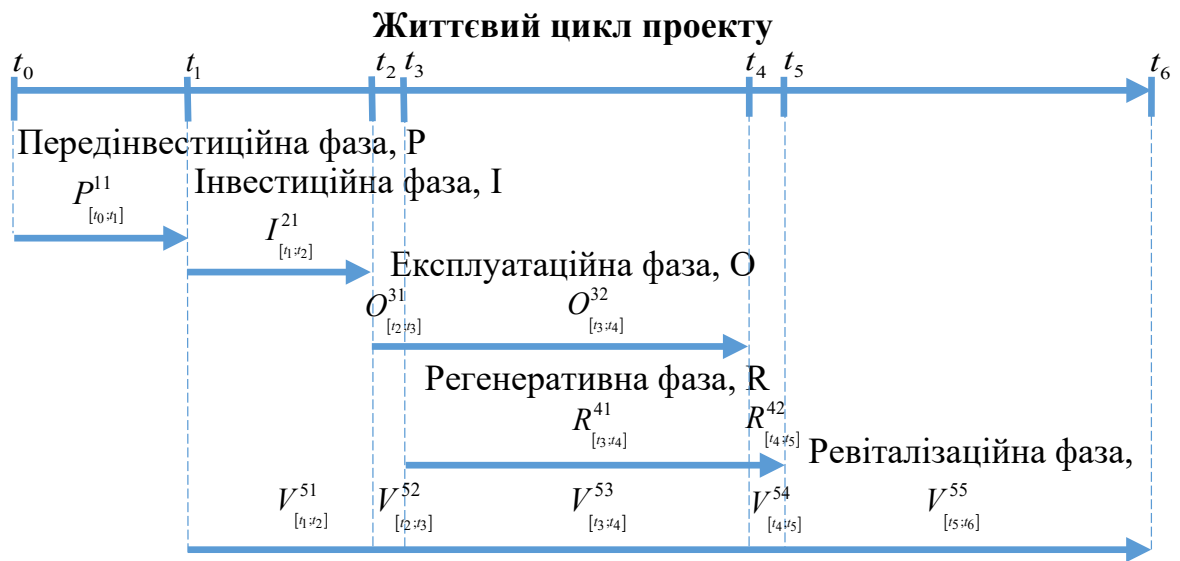 Життєвий цикл проекту
t₀ t₁ t₂ t₃ t₄ t₅ t₆
Передінвестиційна фаза, P
P¹¹[t₀;t₁]
Інвестиційна фаза, I
I²¹[t₁;t₂]
Експлуатаційна фаза, O
O³¹[t₂;t₃] O³²[t₃;t₄]
Регенеративна фаза, R
R⁴¹[t₃;t₄] R⁴²[t₄;t₅]
Ревіталізаційна фаза,
V⁵¹[t₁;t₂] V⁵²[t₂;t₃] V⁵³[t₃;t₄] V⁵⁴[t₄;t₅] V⁵⁵[t₅;t₆]